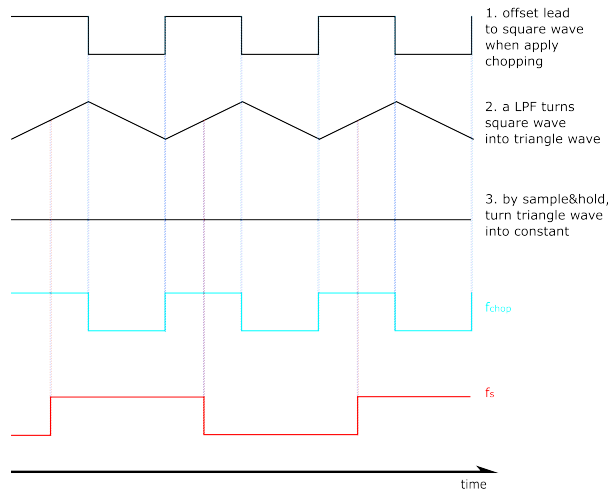 1. offset lead
to square wave
when apply
chopping
2. a LPF turns
square wave
into triangle wave
3. by sample&hold,
turn triangle wave
into constant
fchop
fs
time